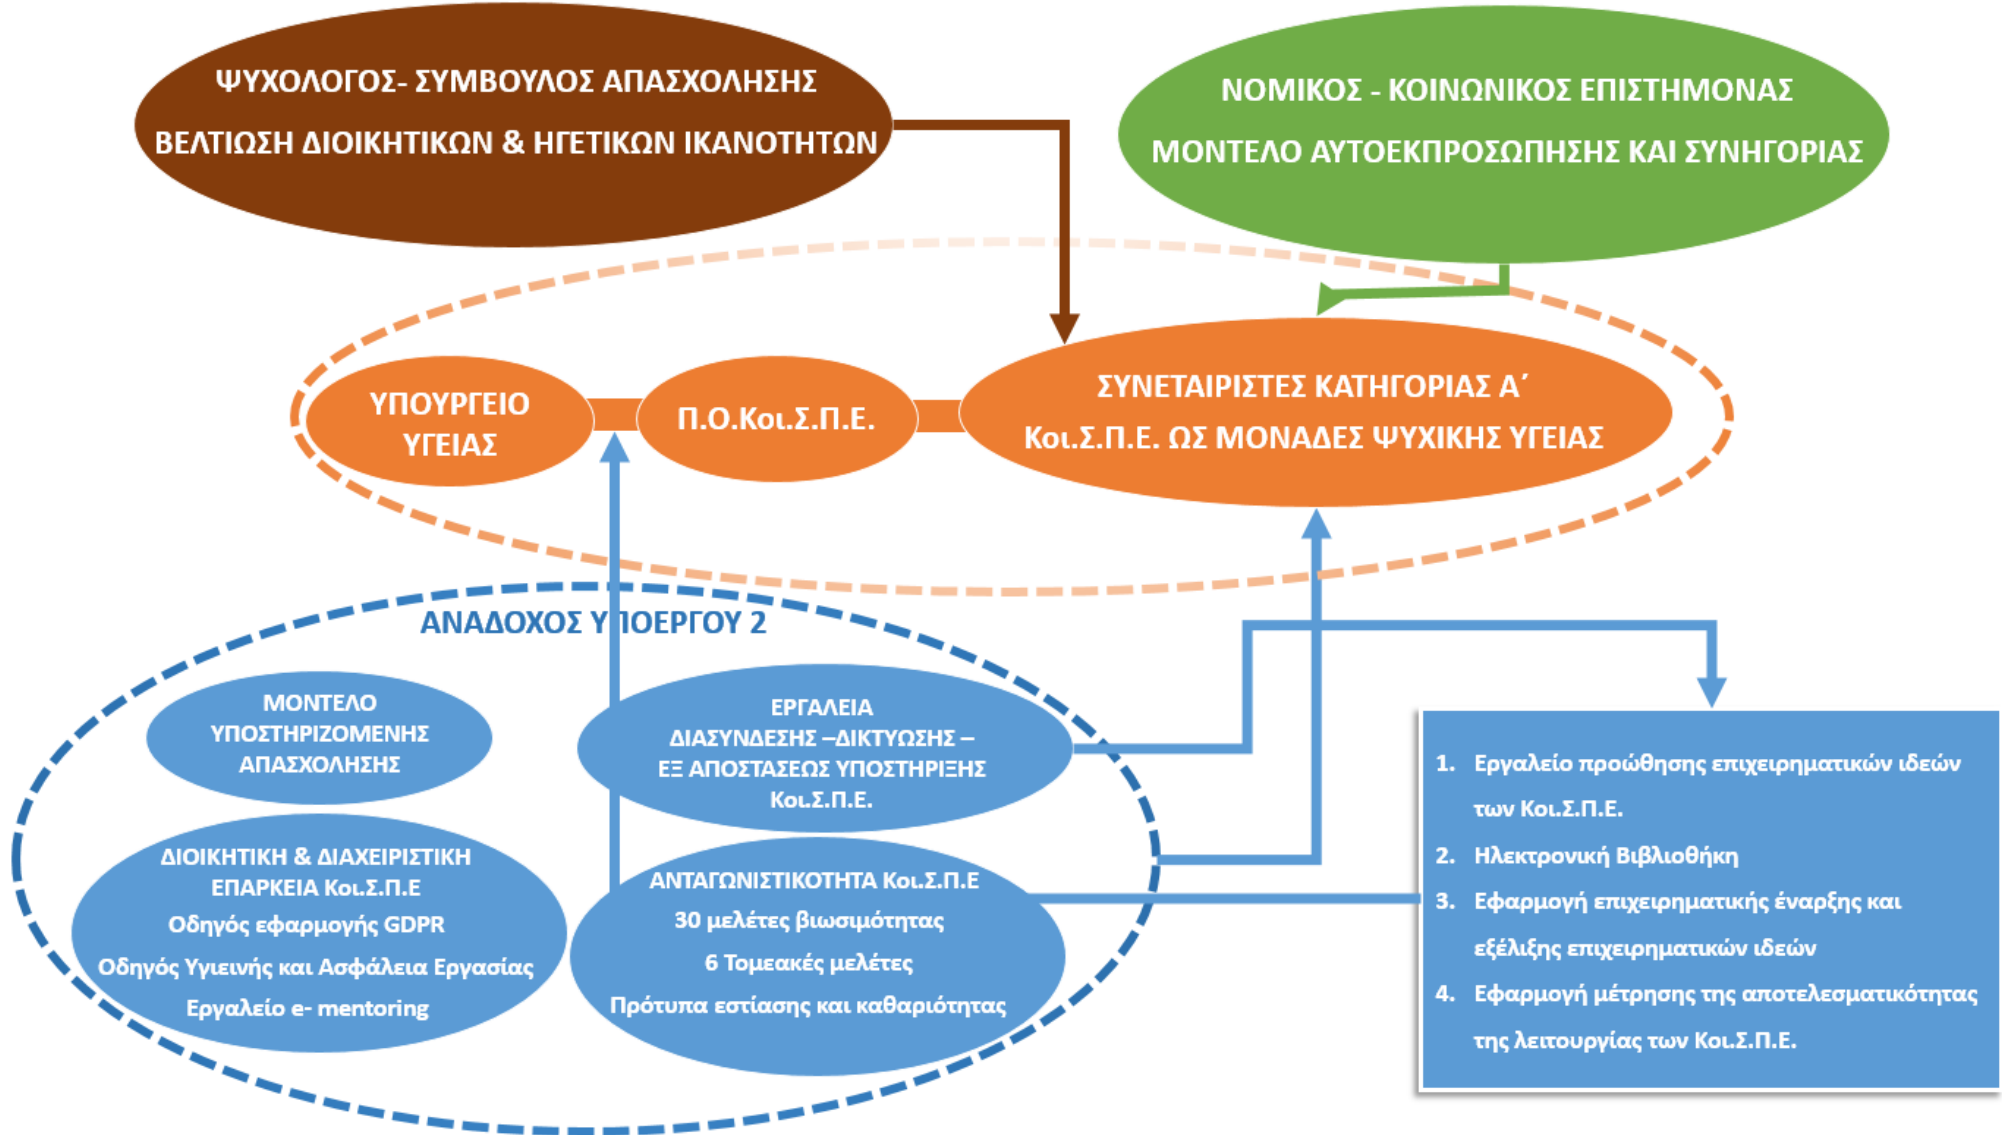 ΨΥΧΟΛΟΓΟΣ- ΣΥΜΒΟΥΛΟΣ ΑΠΑΣΧΟΛΗΣΗΣ
ΒΕΛΤΙΩΣΗ ΔΙΟΙΚΗΤΙΚΩΝ & ΗΓΕΤΙΚΩΝ ΙΚΑΝΟΤΗΤΩΝ
ΝΟΜΙΚΟΣ - ΚΟΙΝΩΝΙΚΟΣ ΕΠΙΣΤΗΜΟΝΑΣ
ΜΟΝΤΕΛΟ ΑΥΤΟΕΚΠΡΟΣΩΠΗΣΗΣ ΚΑΙ ΣΥΝΗΓΟΡΙΑΣ
ΥΠΟΥΡΓΕΙΟ
ΥΓΕΙΑΣ
Π.Ο.Κοι.Σ.Π.Ε.
ΣΥΝΕΤΑΙΡΙΣΤΕΣ ΚΑΤΗΓΟΡΙΑΣ Α΄
Κοι.Σ.Π.Ε. ΩΣ ΜΟΝΑΔΕΣ ΨΥΧΙΚΗΣ ΥΓΕΙΑΣ
ΑΝΑΔΟΧΟΣ ΥΠΟΕΡΓΟΥ 2
ΜΟΝΤΕΛΟ
ΥΠΟΣΤΗΡΙΖΟΜΕΝΗΣ
ΑΠΑΣΧΟΛΗΣΗΣ
ΕΡΓΑΛΕΙΑ
ΔΙΑΣΥΝΔΕΣΗΣ –ΔΙΚΤΥΩΣΗΣ –
ΕΞ ΑΠΟΣΤΑΣΕΩΣ ΥΠΟΣΤΗΡΙΞΗΣ
Κοι.Σ.Π.Ε.
ΔΙΟΙΚΗΤΙΚΗ & ΔΙΑΧΕΙΡΙΣΤΙΚΗ
ΕΠΑΡΚΕΙΑ Κοι.Σ.Π.Ε
Οδηγός εφαρμογής GDPR
Οδηγός Υγιεινής και Ασφάλεια Εργασίας
Εργαλείο e- mentoring
ΑΝΤΑΓΩΝΙΣΤΙΚΟΤΗΤΑ Κοι.Σ.Π.Ε
30 μελέτες βιωσιμότητας
6 Τομεακές μελέτες
Πρότυπα εστίασης και καθαριότητας
1. Εργαλείο προώθησης επιχειρηματικών ιδεών
των Κοι.Σ.Π.Ε.
2. Ηλεκτρονική Βιβλιοθήκη
3. Εφαρμογή επιχειρηματικής έναρξης και
εξέλιξης επιχειρηματικών ιδεών
4. Εφαρμογή μέτρησης της αποτελεσματικότητας
της λειτουργίας των Κοι.Σ.Π.Ε.